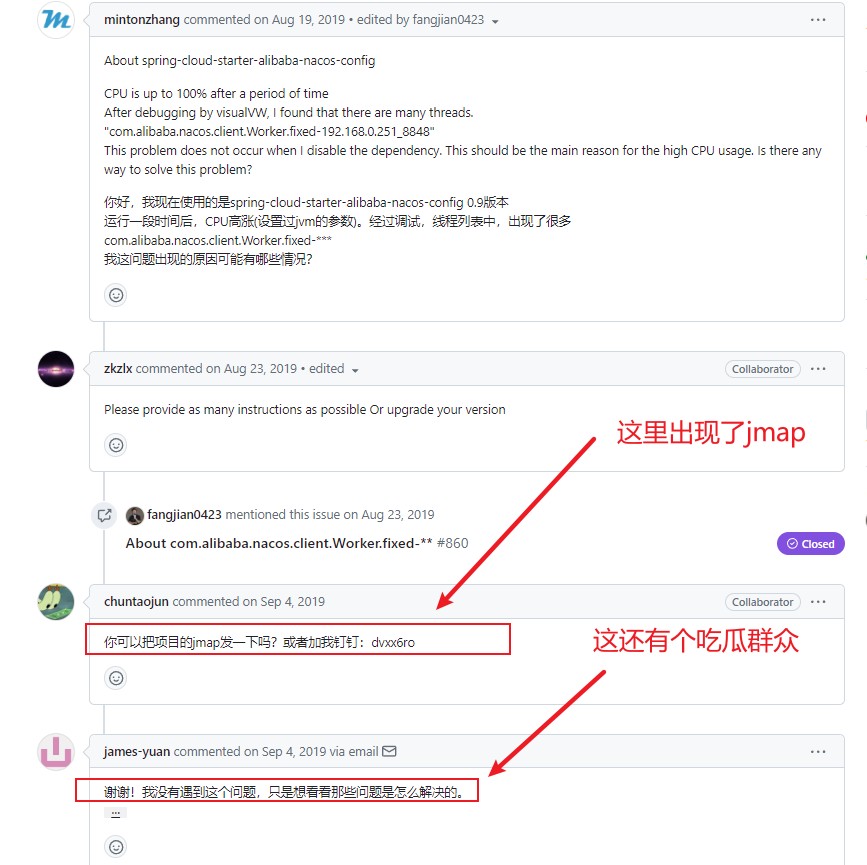 mintonzhang commented on Aug 19, 2019 • edited by fangjian0423
About spring-cloud-starter-alibaba-nacos-config
CPU is up to 100% after a period of time
After debugging by visualVW, I found that there are many threads.
"com.alibaba.nacos.client.Worker.fixed-192.168.0.251_8848"
This problem does not occur when I disable the dependency. This should be the main reason for the high CPU usage. Is there any
way to solve this problem?
你好，我现在使用的是spring-cloud-starter-alibaba-nacos-config 0.9版本
运行一段时间后，CPU高涨(设置过jvm的参数)。经过调试，线程列表中，出现了很多
com.alibaba.nacos.client.Worker.fixed-***
我这问题出现的原因可能有哪些情况？
zkzlx commented on Aug 23, 2019 • edited
Collaborator
Please provide as many instructions as possible Or upgrade your version
这里出现了jmap
fangjian0423 mentioned this issue on Aug 23, 2019
About com.alibaba.nacos.client.Worker.fixed-** #860
Closed
chuntaojun commented on Sep 4, 2019
Collaborator
你可以把项目的jmap发一下吗？或者加我钉钉：dvxx6ro
这还有个吃瓜群众
james-yuan commented on Sep 4, 2019 via email
谢谢！我没有遇到这个问题，只是想看看那些问题是怎么解决的。